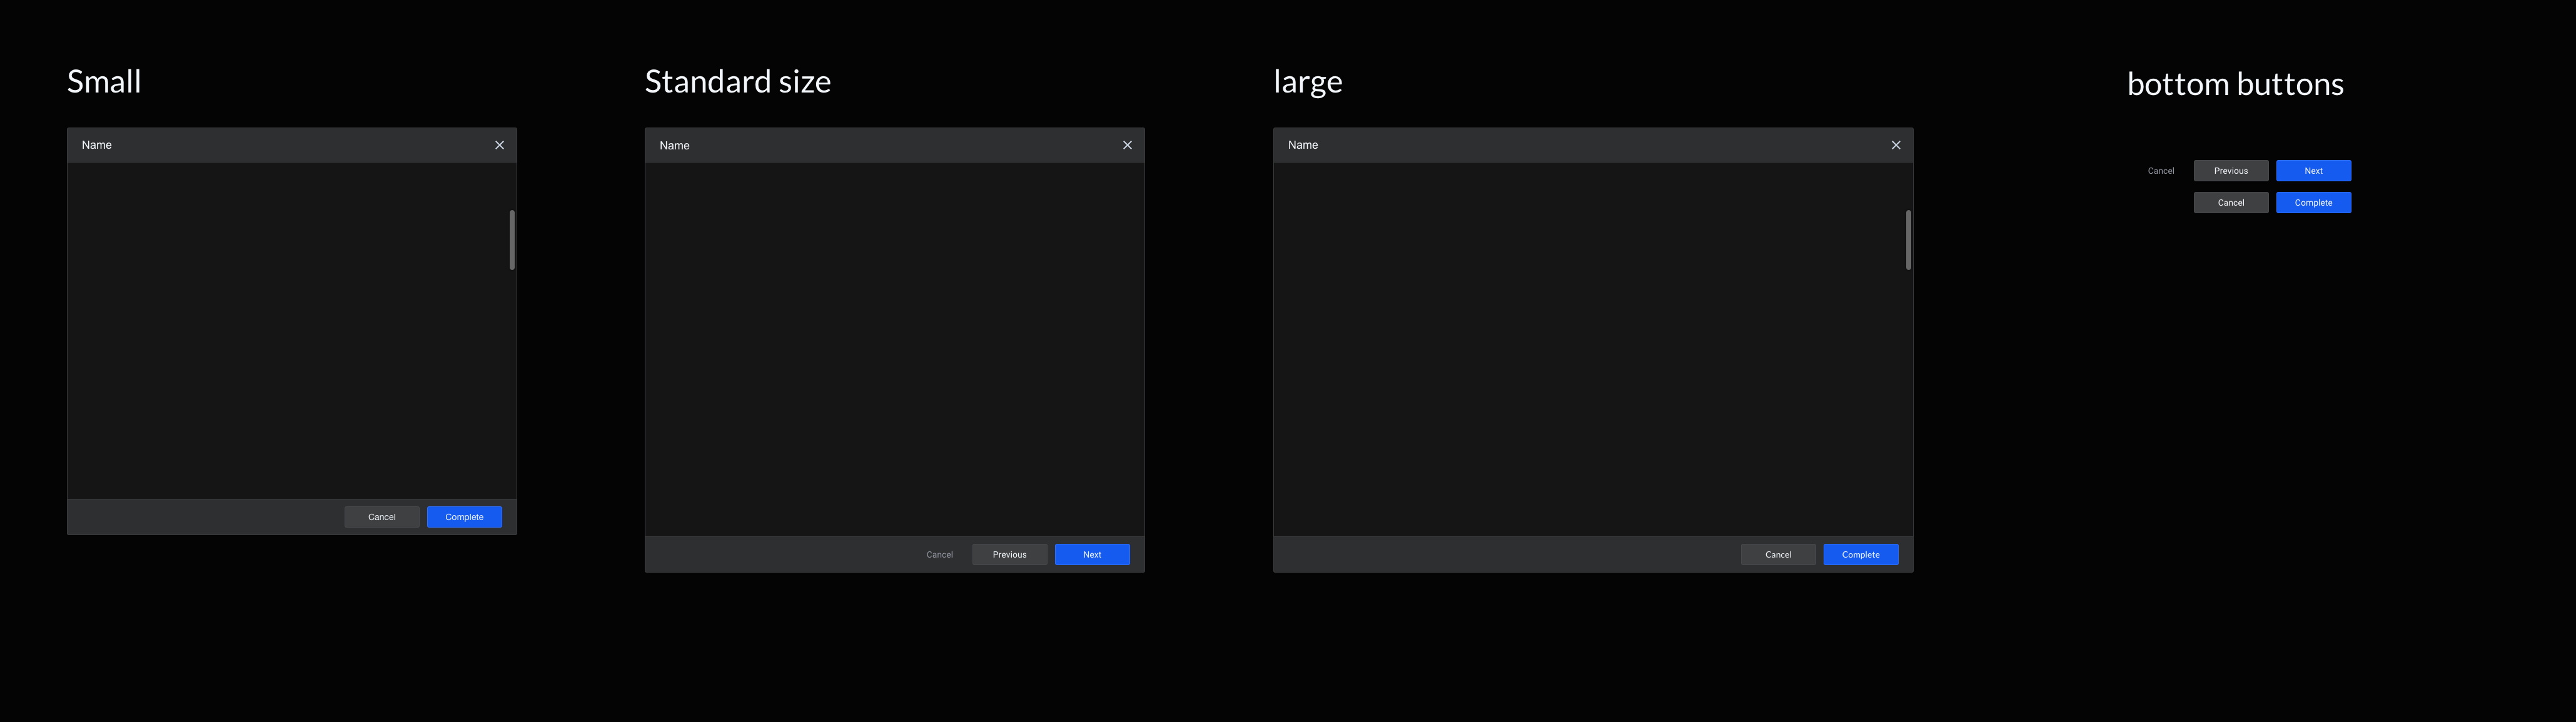 Small
Name
Cancel
Complete
Standard size
Name
Cancel
Previous
Next
large
Name
Cancel
Complete
bottom buttons
Cancel
Previous
Next
Cancel
Complete